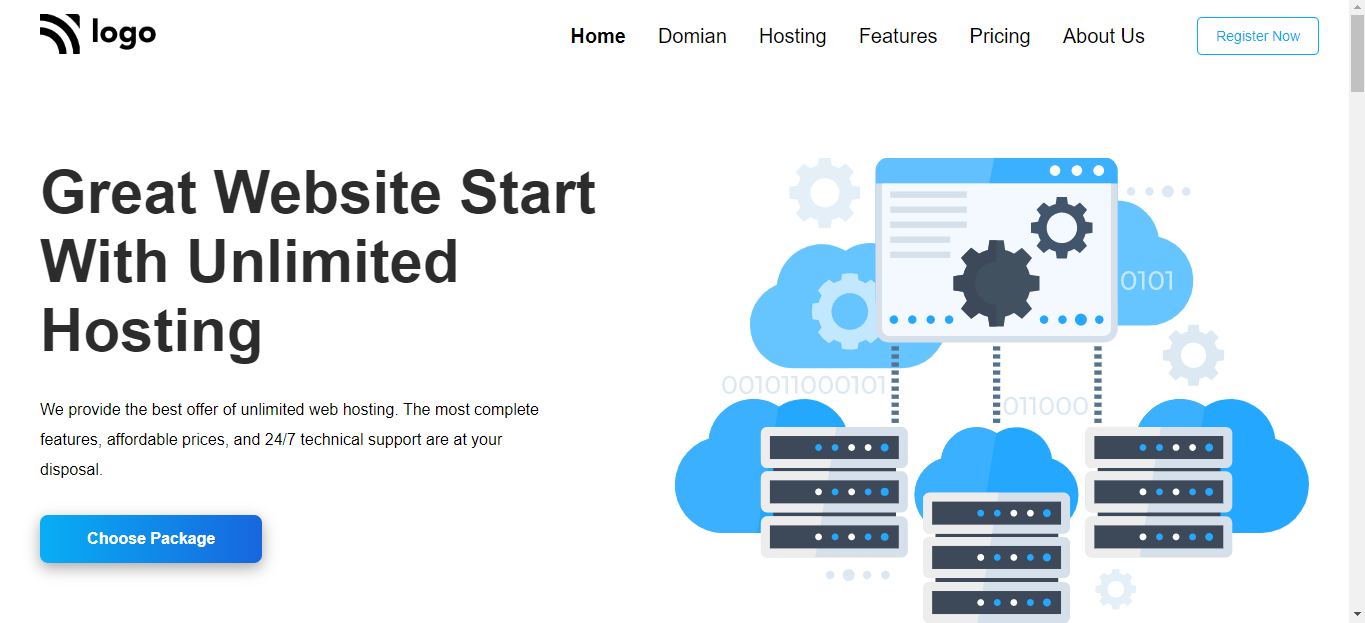 logo
Home Domian Hosting Features Pricing About Us Register Now
Great Website Start
With Unlimited
Hosting
We provide the best offer of unlimited web hosting. The most complete
features, affordable prices, and 24/7 technical support are at your
disposal.
Choose Package
0101
001011000101
011000